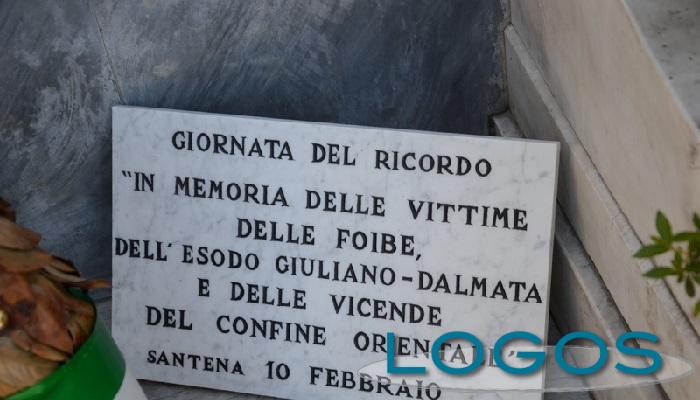 GIORNATA DEL RICORDO
"IN MEMORIA DELLE VITTIME
DELLE FOIBE,
DELL' ESODO GIULIANO-DALMATA
E DELLE VICENDE
DEL CONFINE ORIENTALE"
SANTENA 10 FEBBRAIO
LOGOS